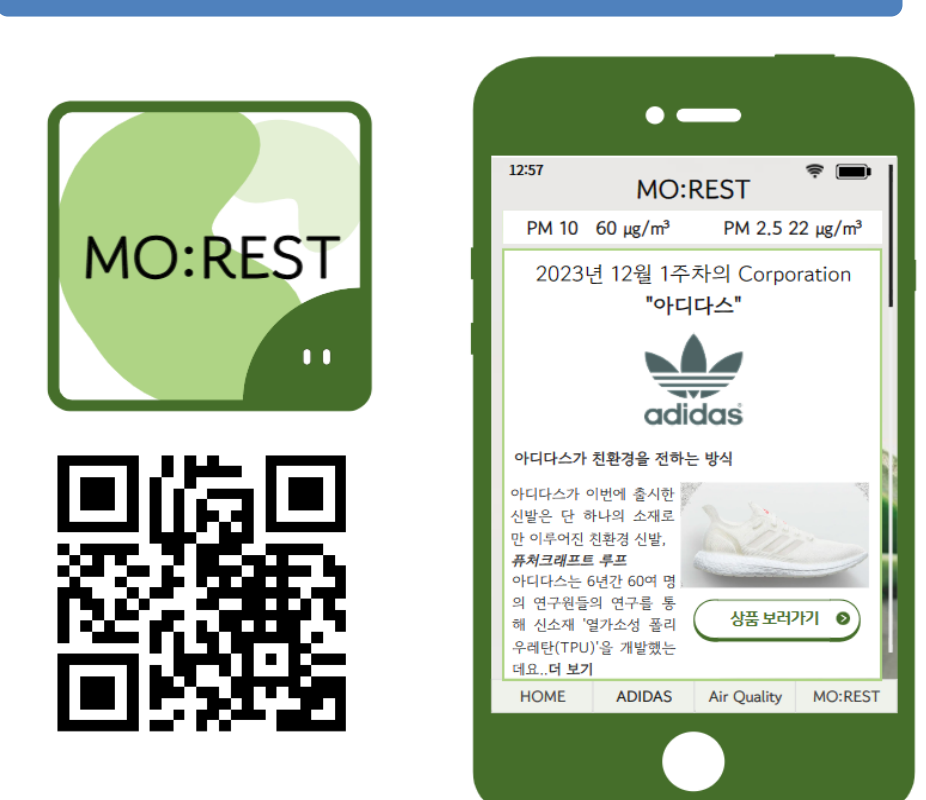 MO:REST
12:57
MO:REST
PM 10 60 µg/m³ PM 2.5 22 µg/m³
2023년 12월 1주차의 Corporation
"아디다스"
adidas
아디다스가 친환경을 전하는 방식
아디다스가 이번에 출시한
신발은 단 하나의 소재로
만 이루어진 친환경 신발,
퓨처크래프트 루프
아디다스는 6년간 60여 명
의 연구원들의 연구를 통
해 신소재 '열가소성 폴리
우레탄(TPU)'을 개발했는
데요..더 보기
상품 보러가기
HOME ADIDAS Air Quality MO:REST